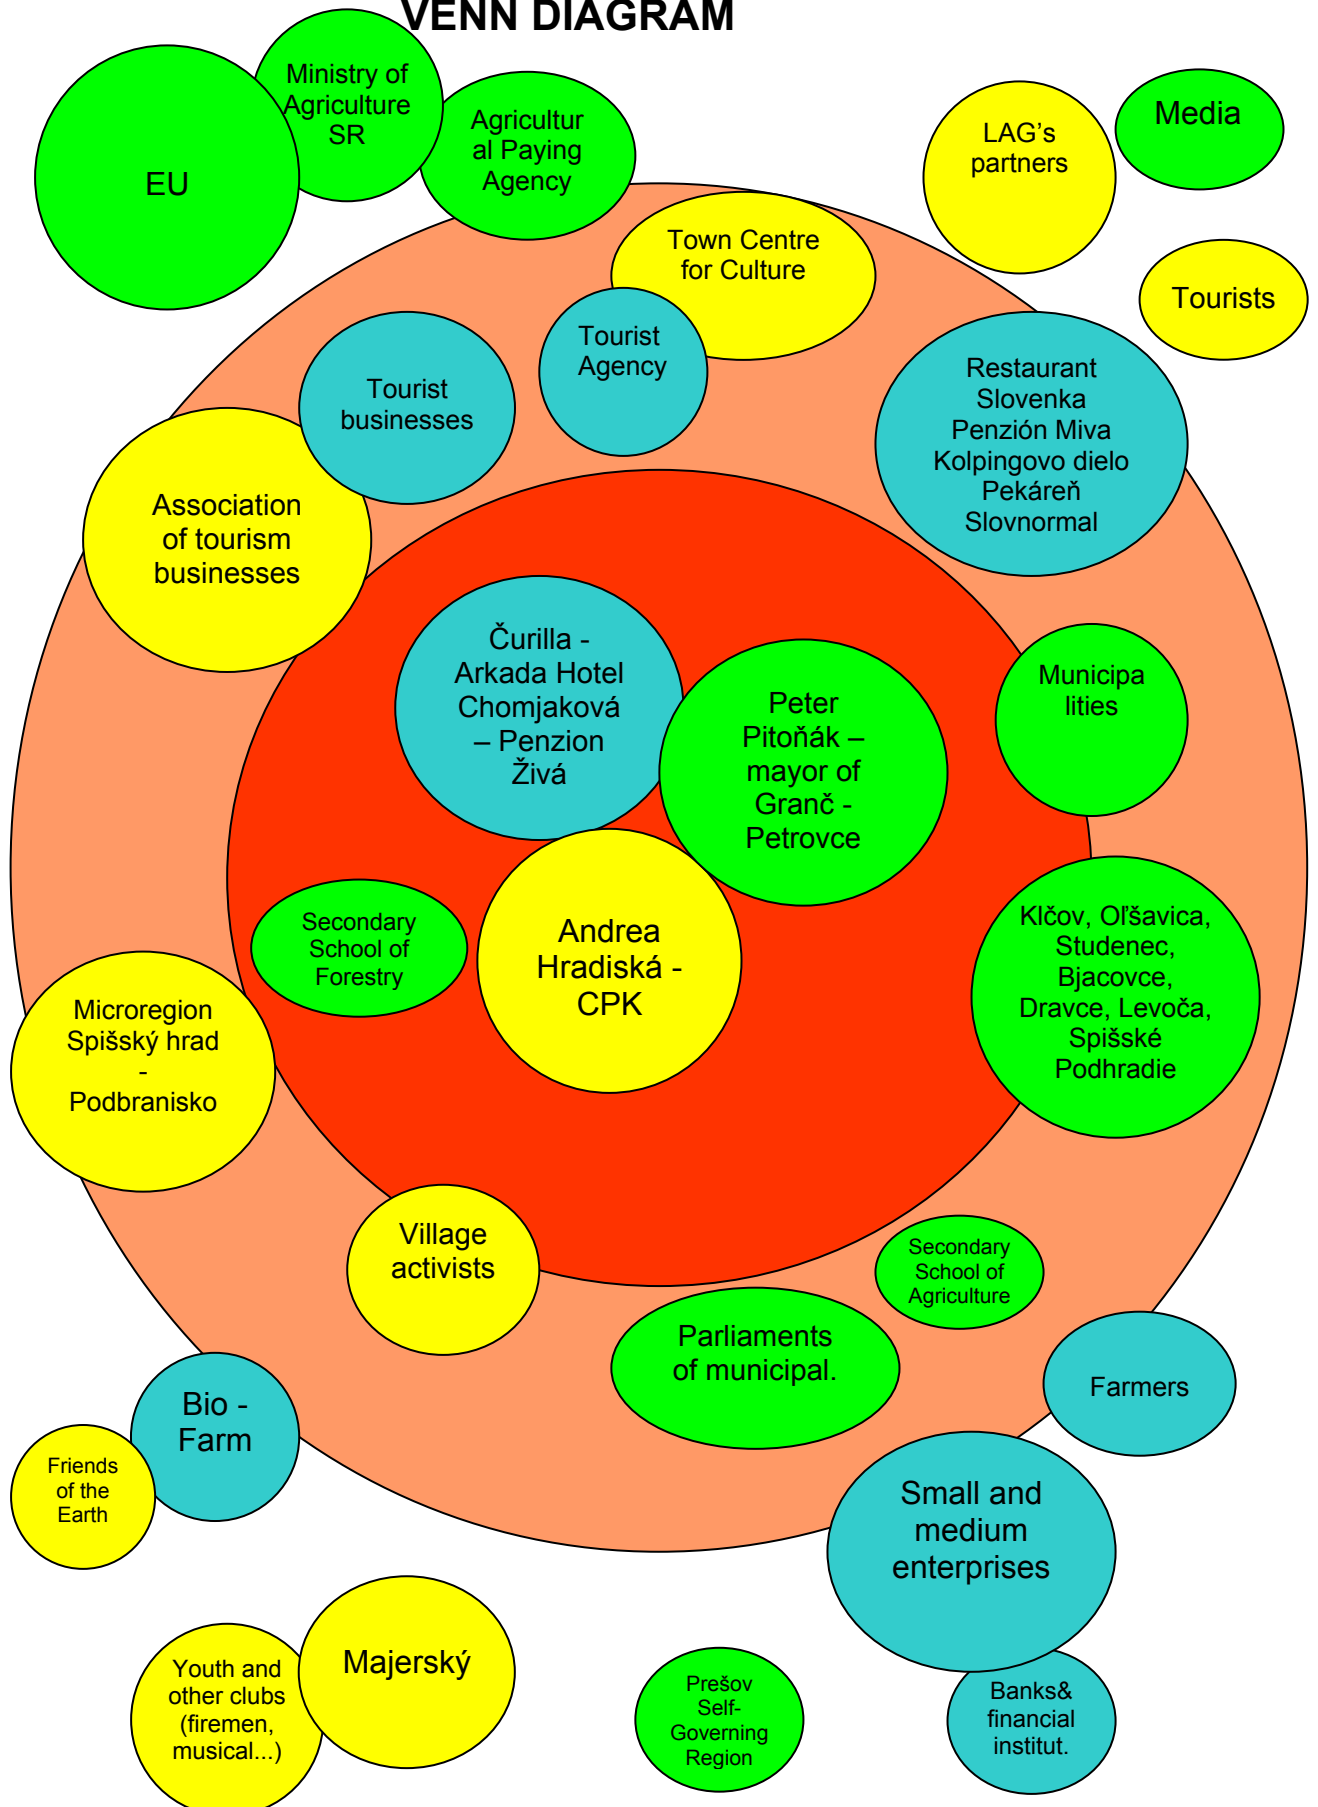 VENN DIAGRAM
Ministry of
Agriculture
SR
EU
Agricultur
al Paying
Agency
LAG's
partners
Media
Town Centre
for Culture
Tourists
Tourist
Agency
Tourist
businesses
Restaurant
Slovenka
Penzión Miva
Kolpingovo dielo
Pekáreň
Slovnormal
Association
of tourism
businesses
Čurilla -
Arkada Hotel
Chomjaková
– Penzion
Živá
Peter
Pitoňák –
mayor of
Granč -
Petrovce
Municipa
lities
Secondary
School of
Forestry
Andrea
Hradiská -
CPK
Klčov, Oľšavica,
Studenec,
Bjacovce,
Dravce, Levoča,
Spišské
Podhradie
Microregion
Spišský hrad
-
Podbranisko
Village
activists
Secondary
School of
Agriculture
Parliaments
of municipal.
Farmers
Bio -
Farm
Friends
of the
Earth
Small and
medium
enterprises
Youth and
other clubs
(firemen,
musical...)
Majerský
Prešov
Self-
Governing
Region
Banks&
financial
institut.